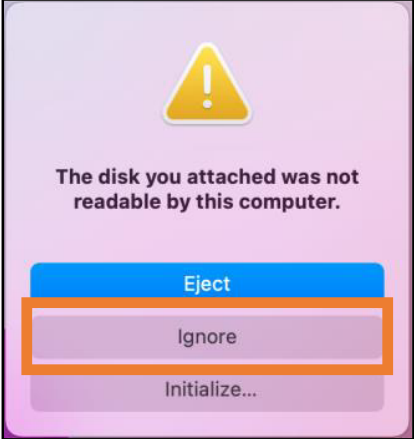 The disk you attached was not
readable by this computer.
Eject
Ignore
Initialize...